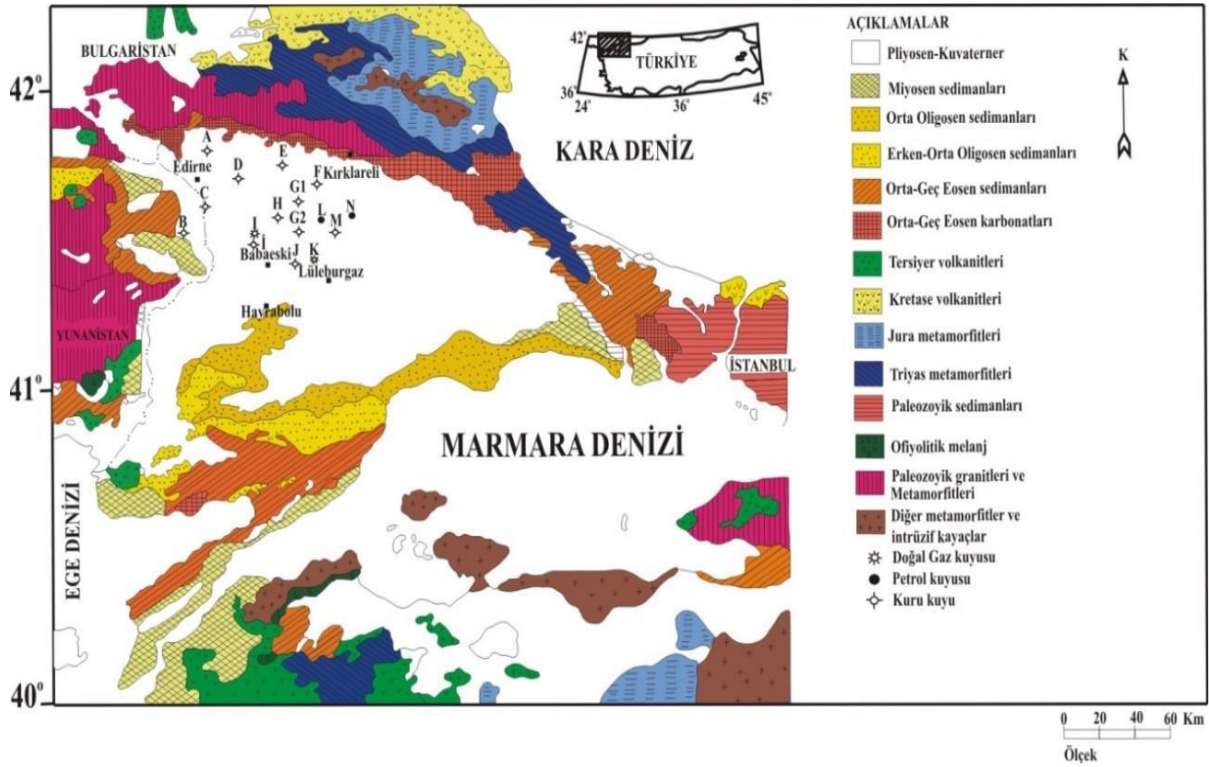 BULGARİSTAN
42°
TÜRKİYE
36°
24°
36°
45°
42°
KARA DENİZ
A
Edirne
D
E
F
Kırklareli
C
G1
B
H
L
N
G2
M
I
İ
Babaeski
J
K
Lüleburgaz
Hayrabolu
YUNANİSTAN
İSTANBUL
41°
MARMARA DENİZİ
EGE DENİZİ
40°
AÇIKLAMALAR
Pliyosen-Kuvaterner
Miyosen sedimanları
Orta Oligosen sedimanları
Erken-Orta Oligosen sedimanları
Orta-Geç Eosen sedimanları
Orta-Geç Eosen karbonatları
Tersiyer volkanitleri
Kretase volkanitleri
Jura metamorfitleri
Triyas metamorfitleri
Paleozoyik sedimanları
Ofiyolitik melanj
Paleozoyik granitleri ve
Metamorfitleri
Diğer metamorfitler ve
intrüzif kayaçlar
Doğal Gaz kuyusu
Petrol kuyusu
Kuru kuyu
K
0 20 40 60 Km
Ölçek